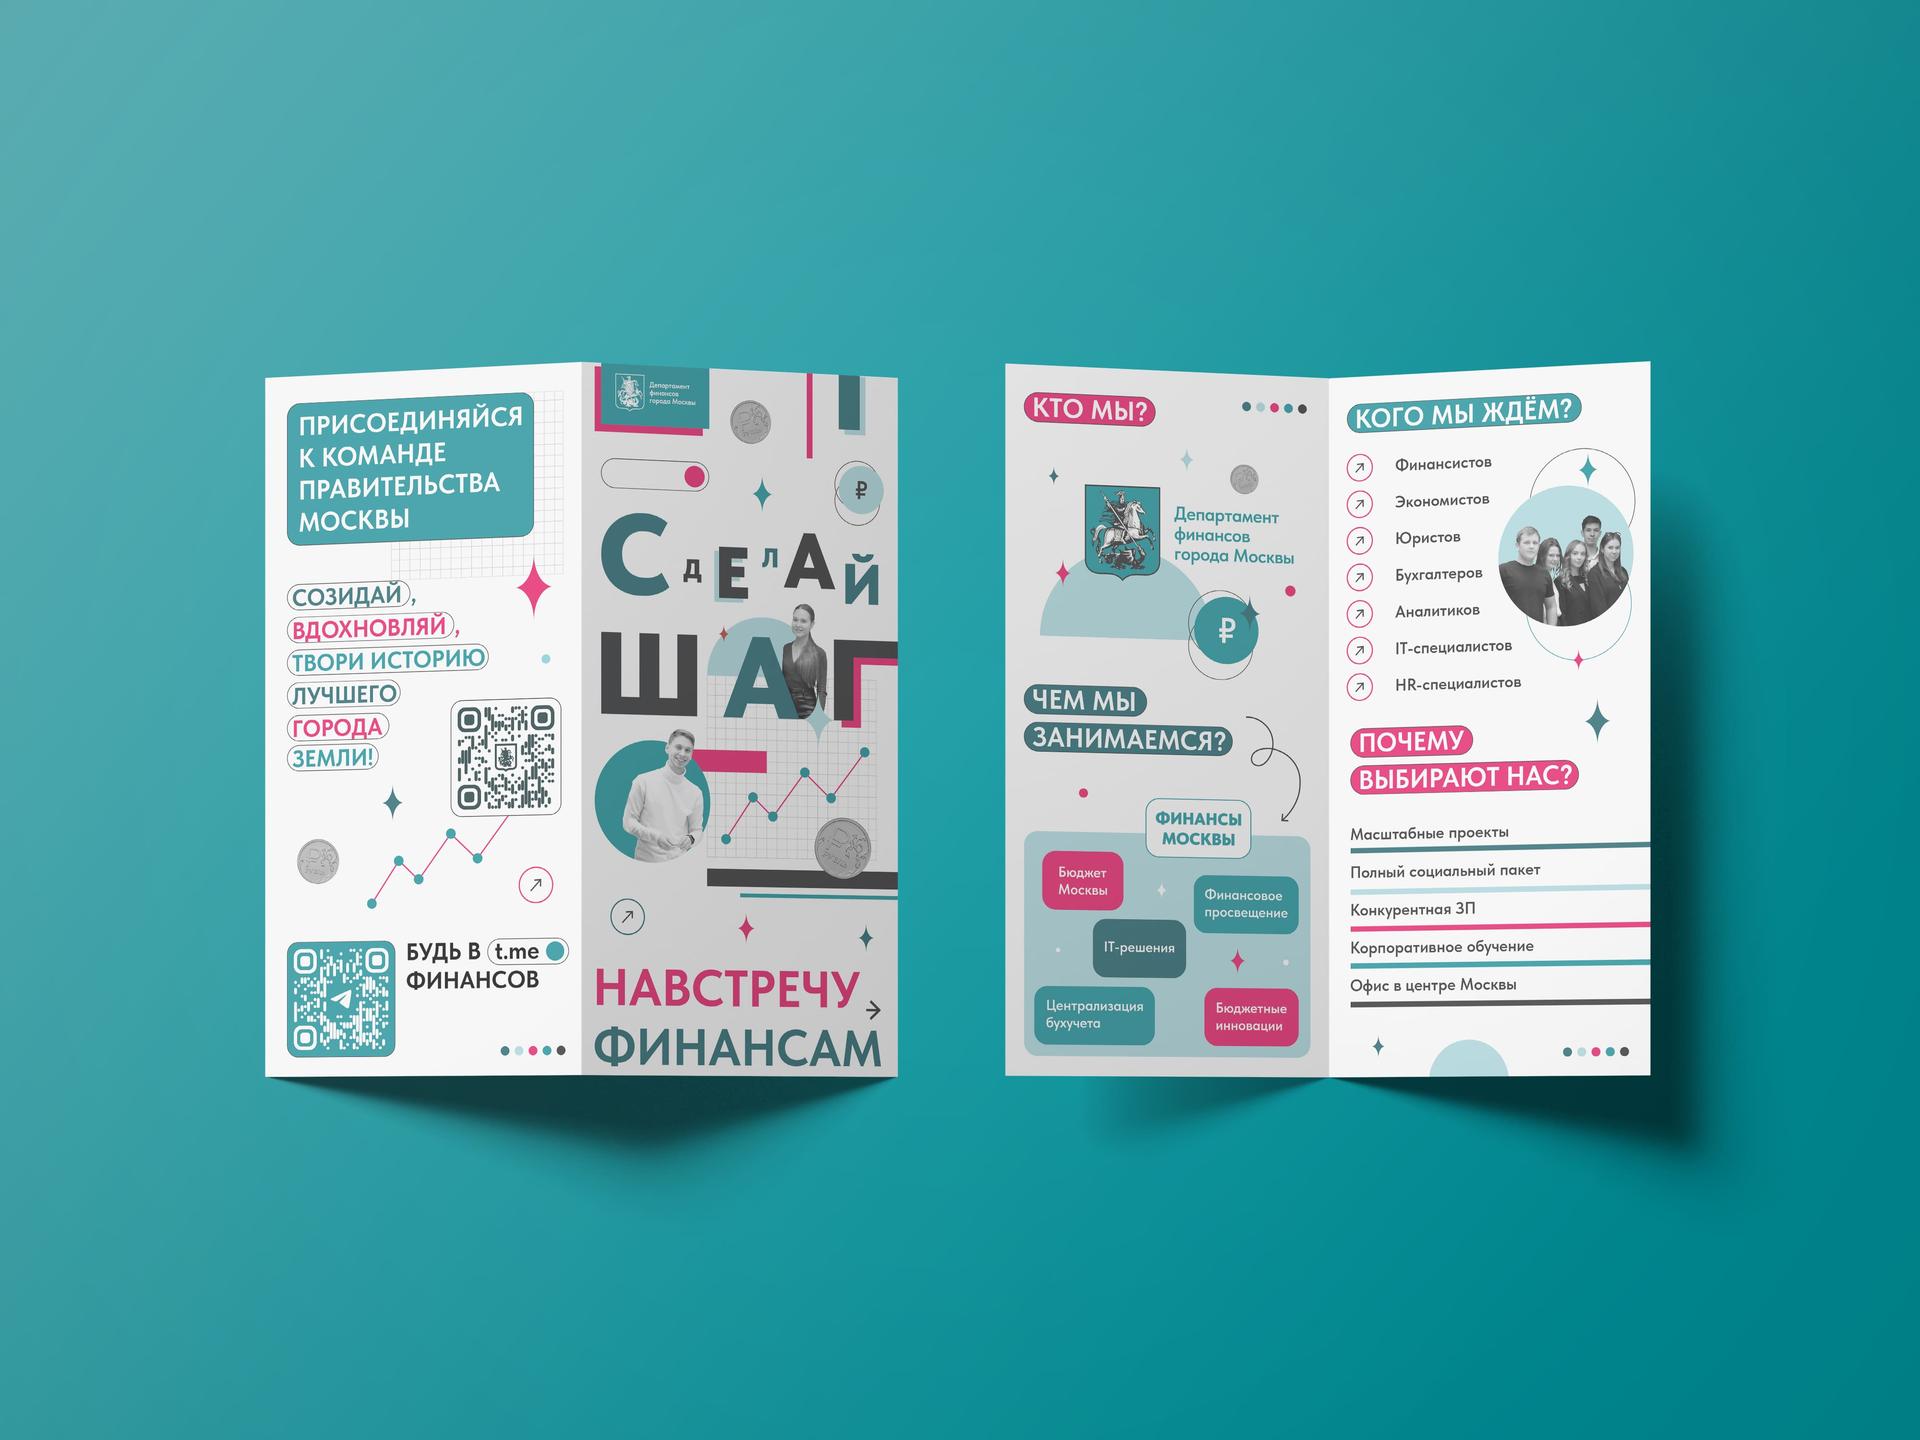 ПРИСОЕДИНЯЙСЯ
К КОМАНДЕ
ПРАВИТЕЛЬСТВА
МОСКВЫ
СОЗИДАЙ,
ВДОХНОВЛЯЙ,
ТВОРИ ИСТОРИЮ
ЛУЧШЕГО
ГОРОДА
ЗЕМЛИ!
БУДЬ В t.me
ФИНАНСОВ
Департамент
финансов
города Москвы
₽
СДЕЛАЙ
ШАГ
НАВСТРЕЧУ
ФИНАНСАМ
КТО МЫ?
Департамент
финансов
города Москвы
₽
ЧЕМ МЫ
ЗАНИМАЕМСЯ?
ФИНАНСЫ
МОСКВЫ
Бюджет
Москвы
Финансовое
просвещение
IT-решения
Централизация
бухучета
Бюджетные
инновации
КОГО МЫ ЖДЁМ?
Финансистов
Экономистов
Юристов
Бухгалтеров
Аналитиков
IT-специалистов
HR-специалистов
ПОЧЕМУ
ВЫБИРАЮТ НАС?
Масштабные проекты
Полный социальный пакет
Конкурентная ЗП
Корпоративное обучение
Офис в центре Москвы